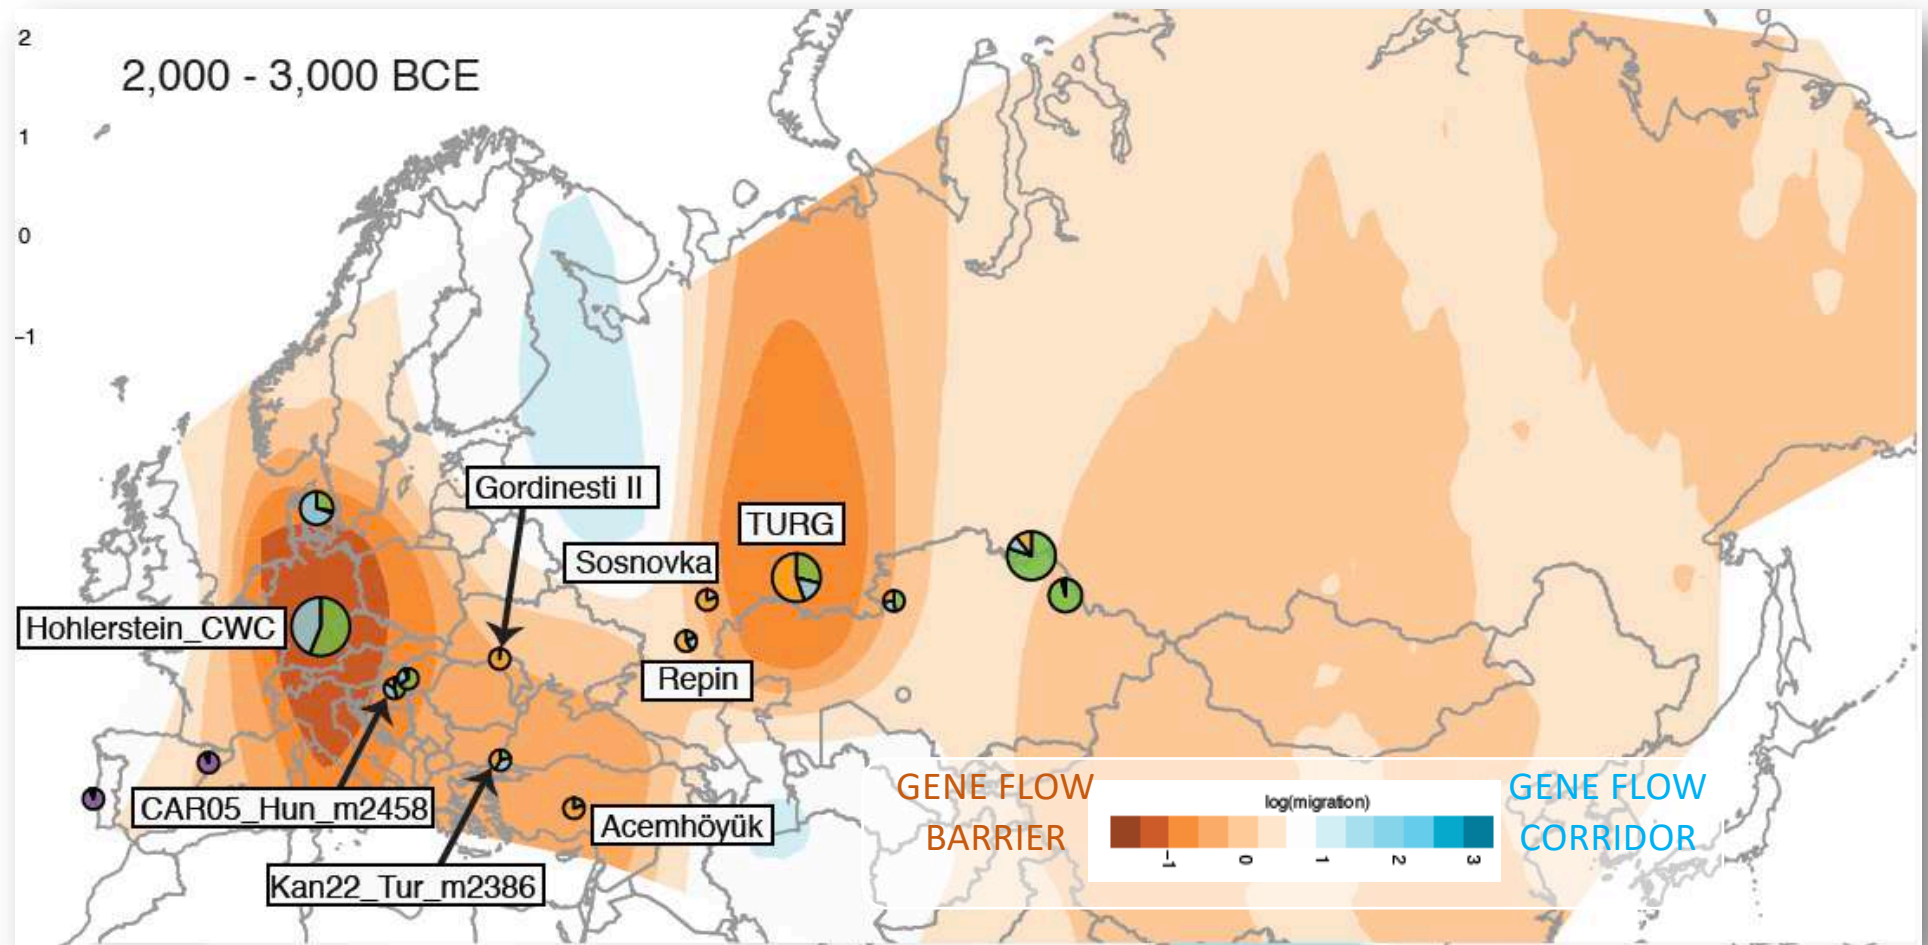 2
1
0
-1
2,000 - 3,000 BCE
Gordinesti II
TURG
Sosnovka
Hohlerstein_CWC
Repin
CAR05_Hun_m2458
Acemhöyük
Kan22_Tur_m2386
GENE FLOW
BARRIER
log(migration)
-1
0
1
2
3
GENE FLOW
CORRIDOR